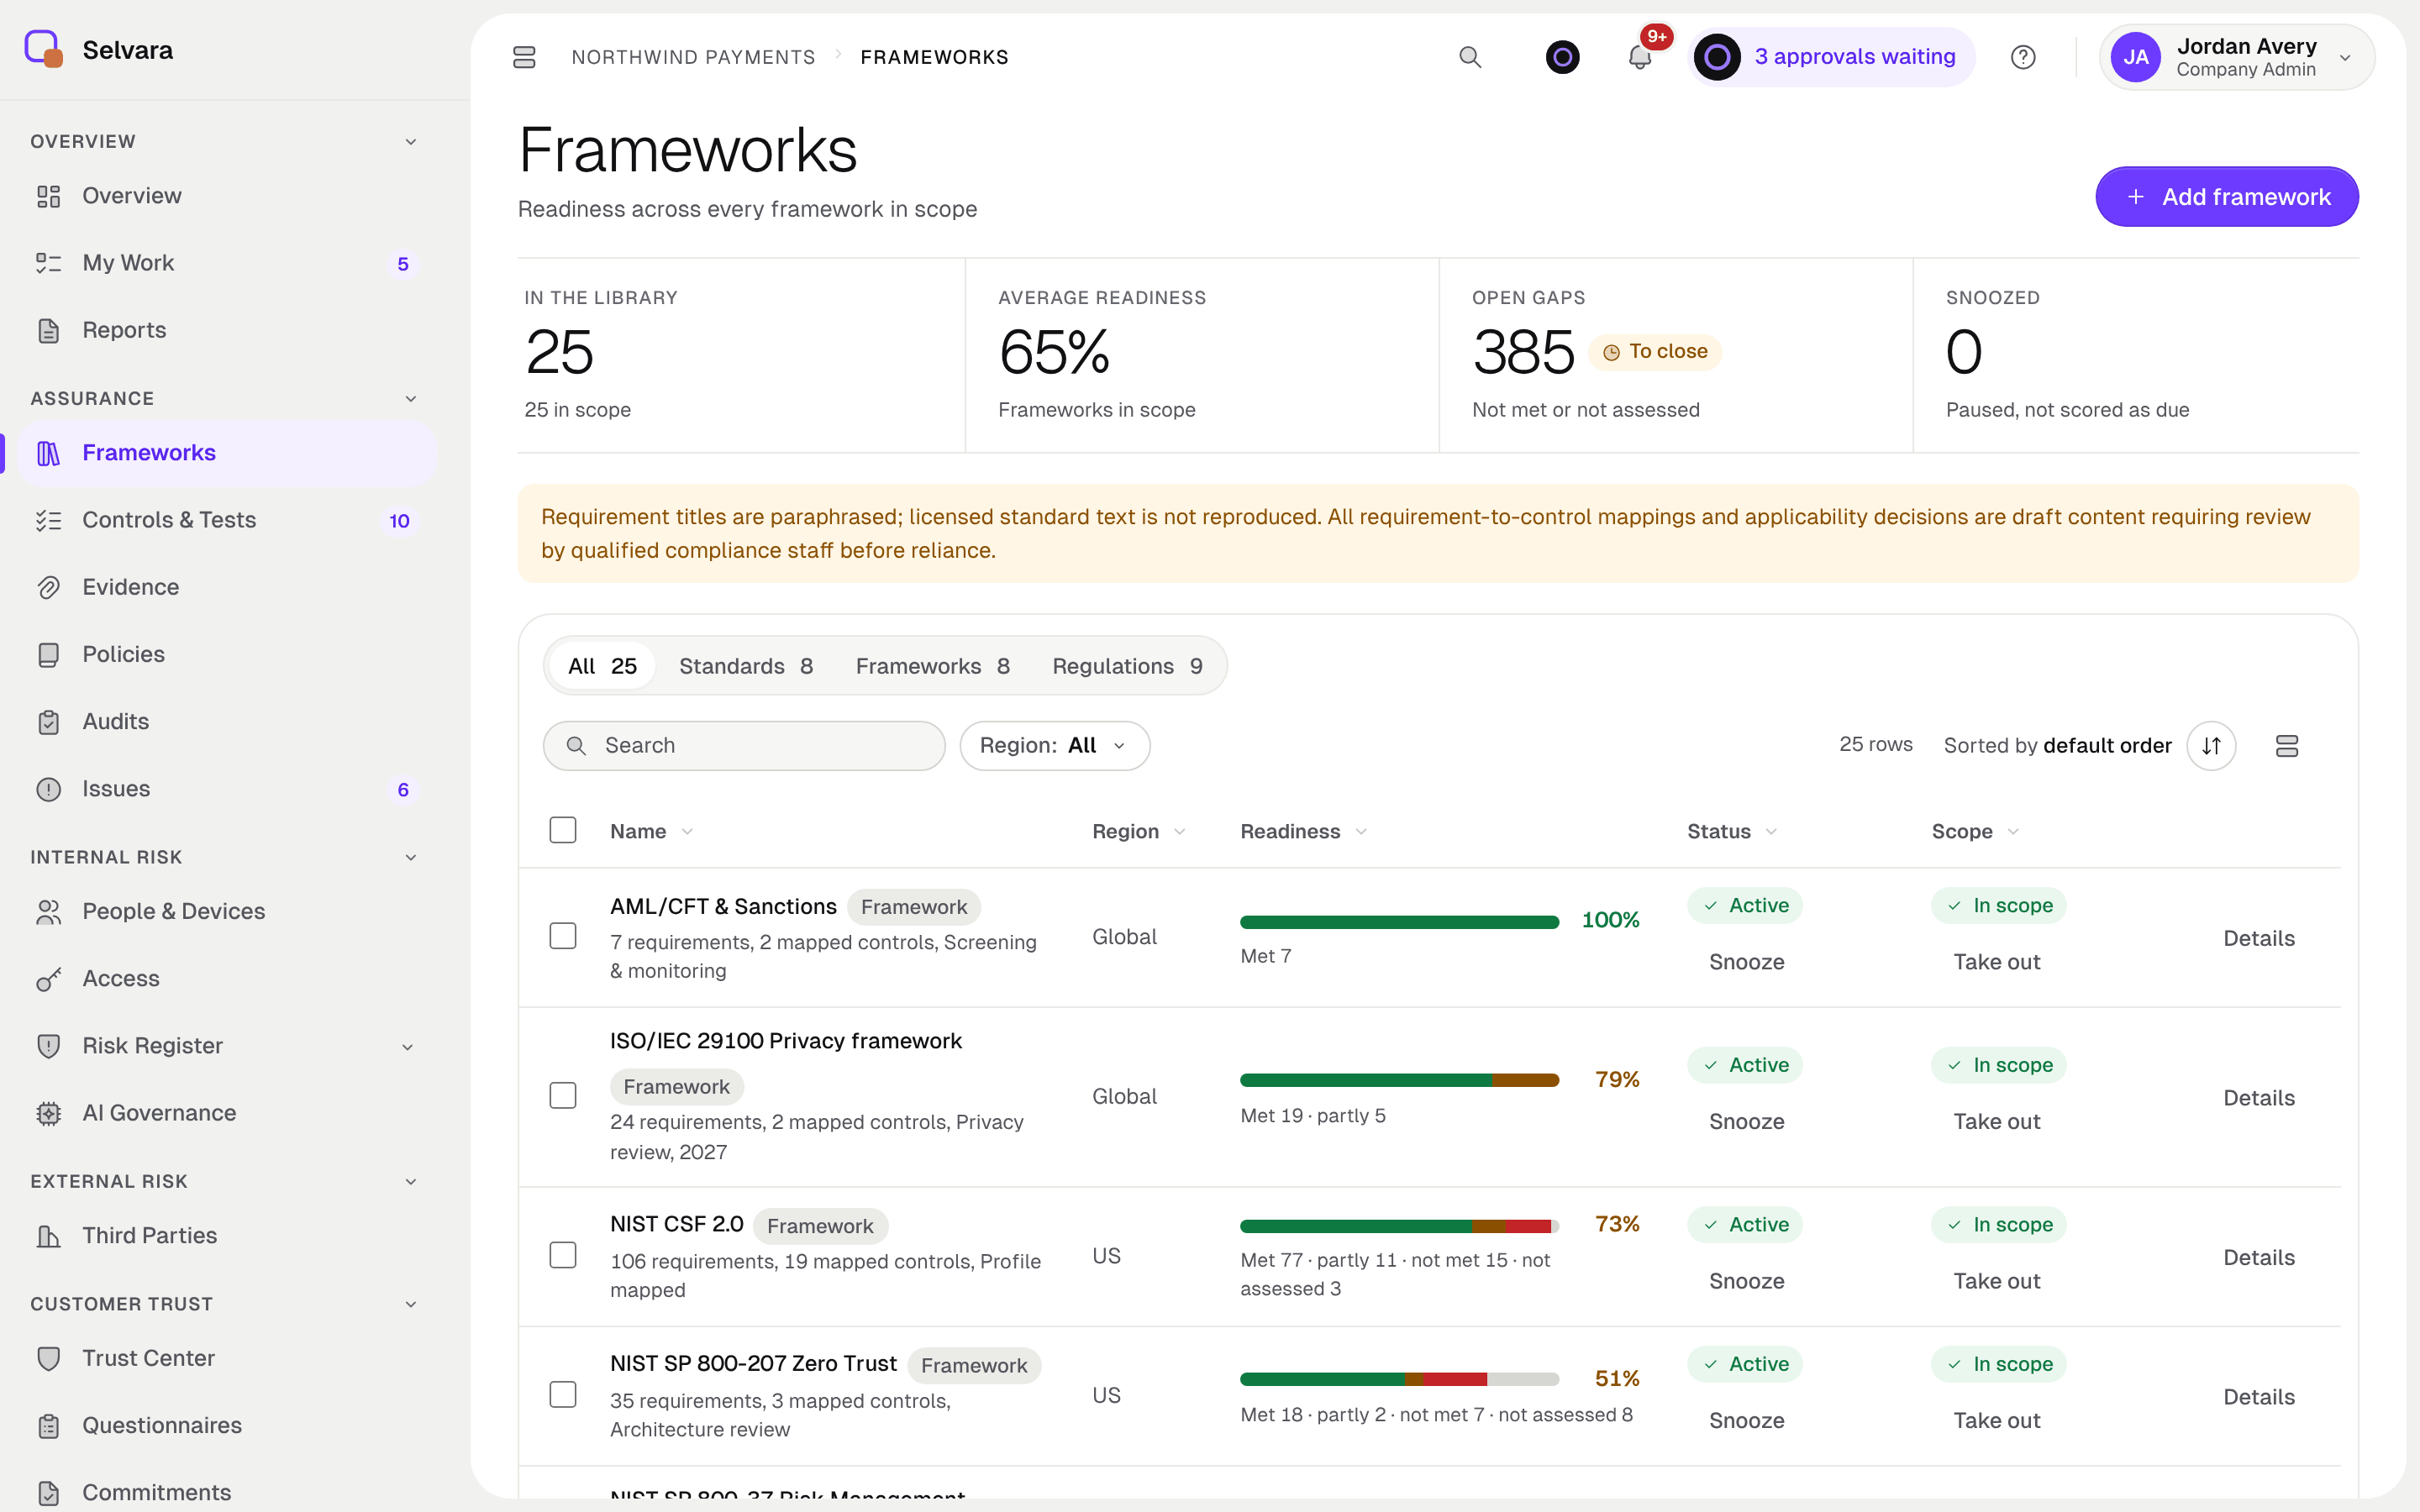 Selvara
OVERVIEW
Overview
My Work 5
Reports
ASSURANCE
Frameworks
Controls & Tests 10
Evidence
Policies
Audits
Issues 6
INTERNAL RISK
People & Devices
Access
Risk Register
AI Governance
EXTERNAL RISK
Third Parties
CUSTOMER TRUST
Trust Center
Questionnaires
Commitments
NORTHWIND PAYMENTS FRAMEWORKS
9+
3 approvals waiting
JA
Jordan Avery
Company Admin
Frameworks
Readiness across every framework in scope
Add framework
IN THE LIBRARY
25
25 in scope
AVERAGE READINESS
65%
Frameworks in scope
OPEN GAPS
385 To close
Not met or not assessed
SNOOZED
0
Paused, not scored as due
Requirement titles are paraphrased; licensed standard text is not reproduced. All requirement-to-control mappings and applicability decisions are draft content requiring review
by qualified compliance staff before reliance.
All 25 Standards 8 Frameworks 8 Regulations 9
Search
Region: All
25 rows Sorted by default order
Name Region Readiness Status Scope
AML/CFT & Sanctions Framework
7 requirements, 2 mapped controls, Screening
& monitoring
Global
100%
Met 7
Active
Snooze
In scope
Take out
Details
ISO/IEC 29100 Privacy framework
Framework
24 requirements, 2 mapped controls, Privacy
review, 2027
Global
79%
Met 19 · partly 5
Active
Snooze
In scope
Take out
Details
NIST CSF 2.0 Framework
106 requirements, 19 mapped controls, Profile
mapped
US
73%
Met 77 · partly 11 · not met 15 · not
assessed 3
Active
Snooze
In scope
Take out
Details
NIST SP 800-207 Zero Trust Framework
35 requirements, 3 mapped controls,
Architecture review
US
51%
Met 18 · partly 2 · not met 7 · not assessed 8
Active
Snooze
In scope
Take out
Details
NIST SP 800-37 Risk Management